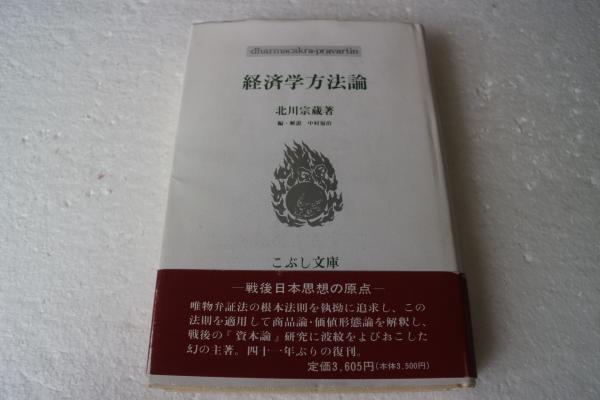 dharmacakra-pravartin
経済学方法論
北川宗蔵著
編・解説 中村福治
こぶし文庫
—戦後日本思想の原点—
唯物弁証法の根本法則を執拗に追求し、この
法則を適用して商品論・価値形態論を解釈し、
戦後の『資本論』研究に波紋をよびおこした
幻の主著。四十一年ぶりの復刊。
定価3,605円(本体3,500円)